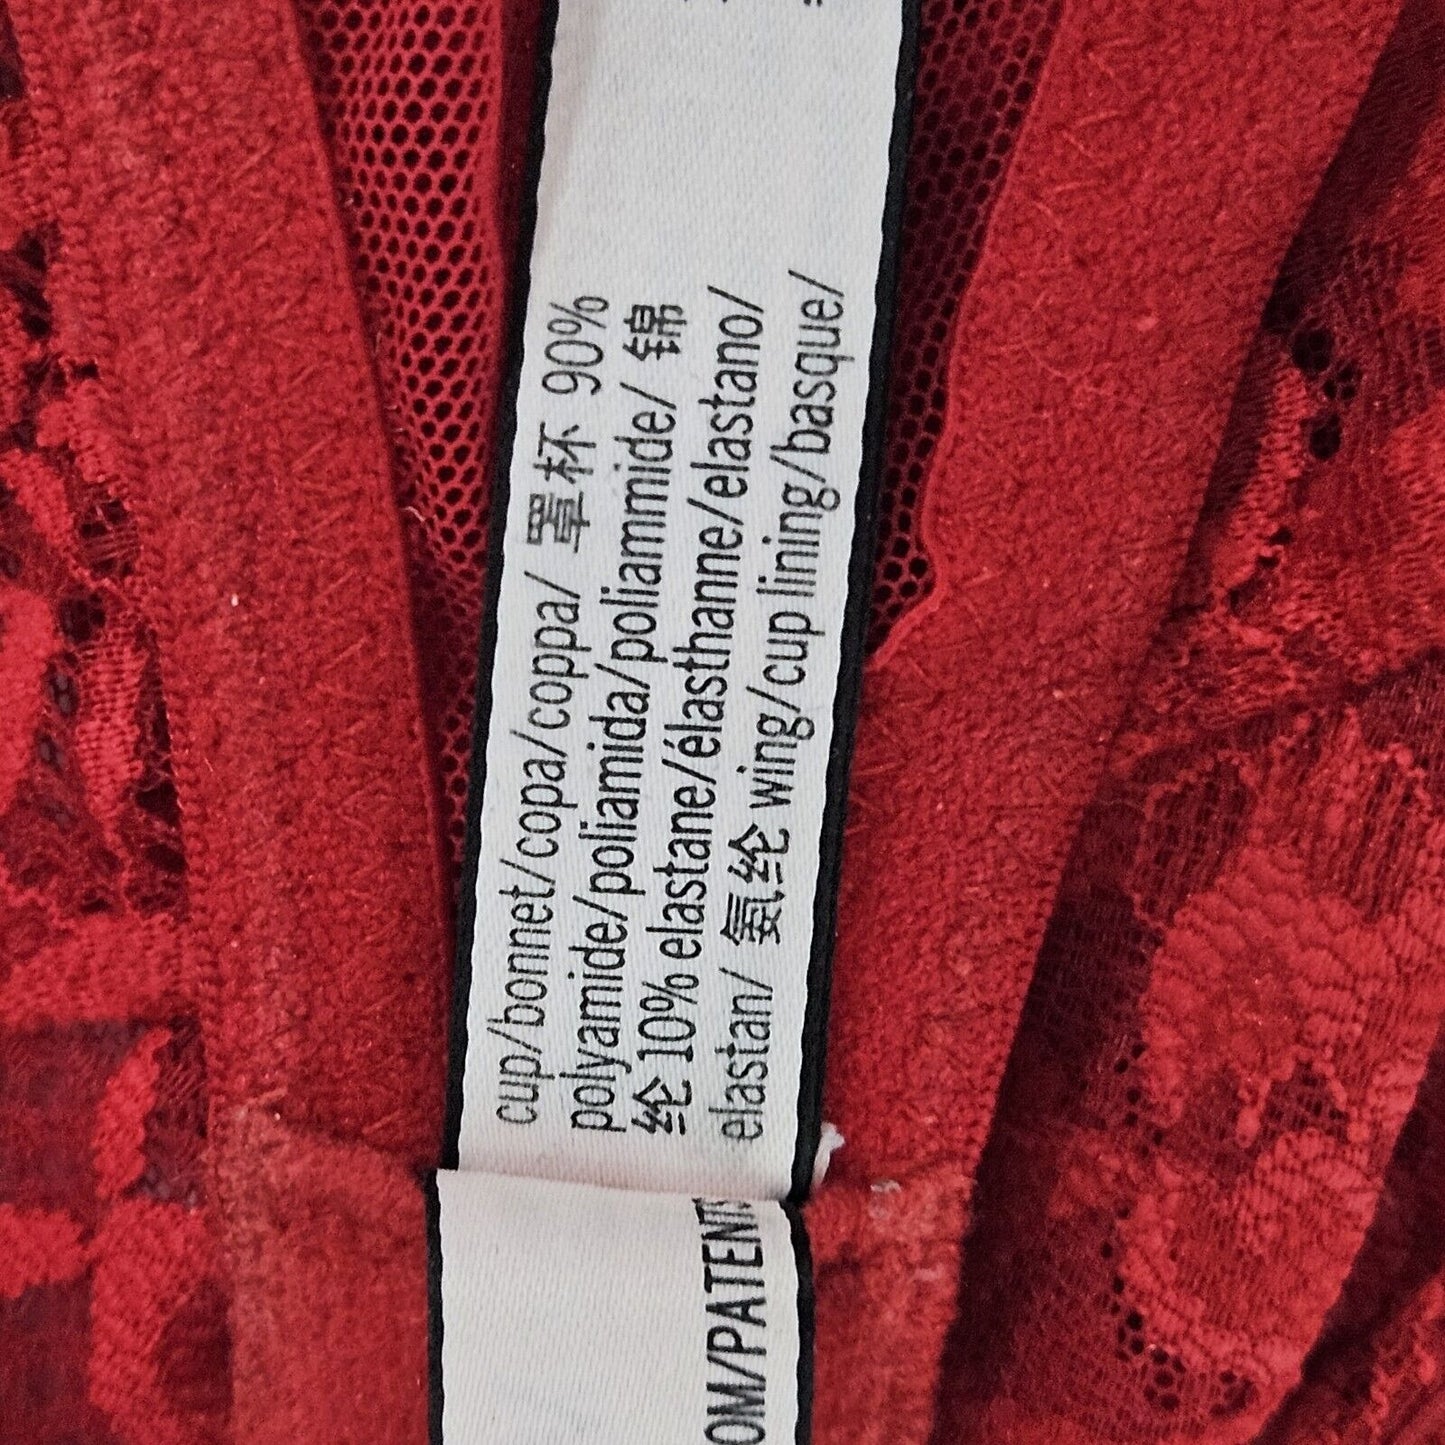 cup/bonnet/copa/coppa/ 罩杯 90%
polyamide/poliamida/poliammide/ 锦
纶 10% elastane/élasthanne/elastano/
elastan/ 氨纶 wing/cup lining/basque/
OM/PATENTS